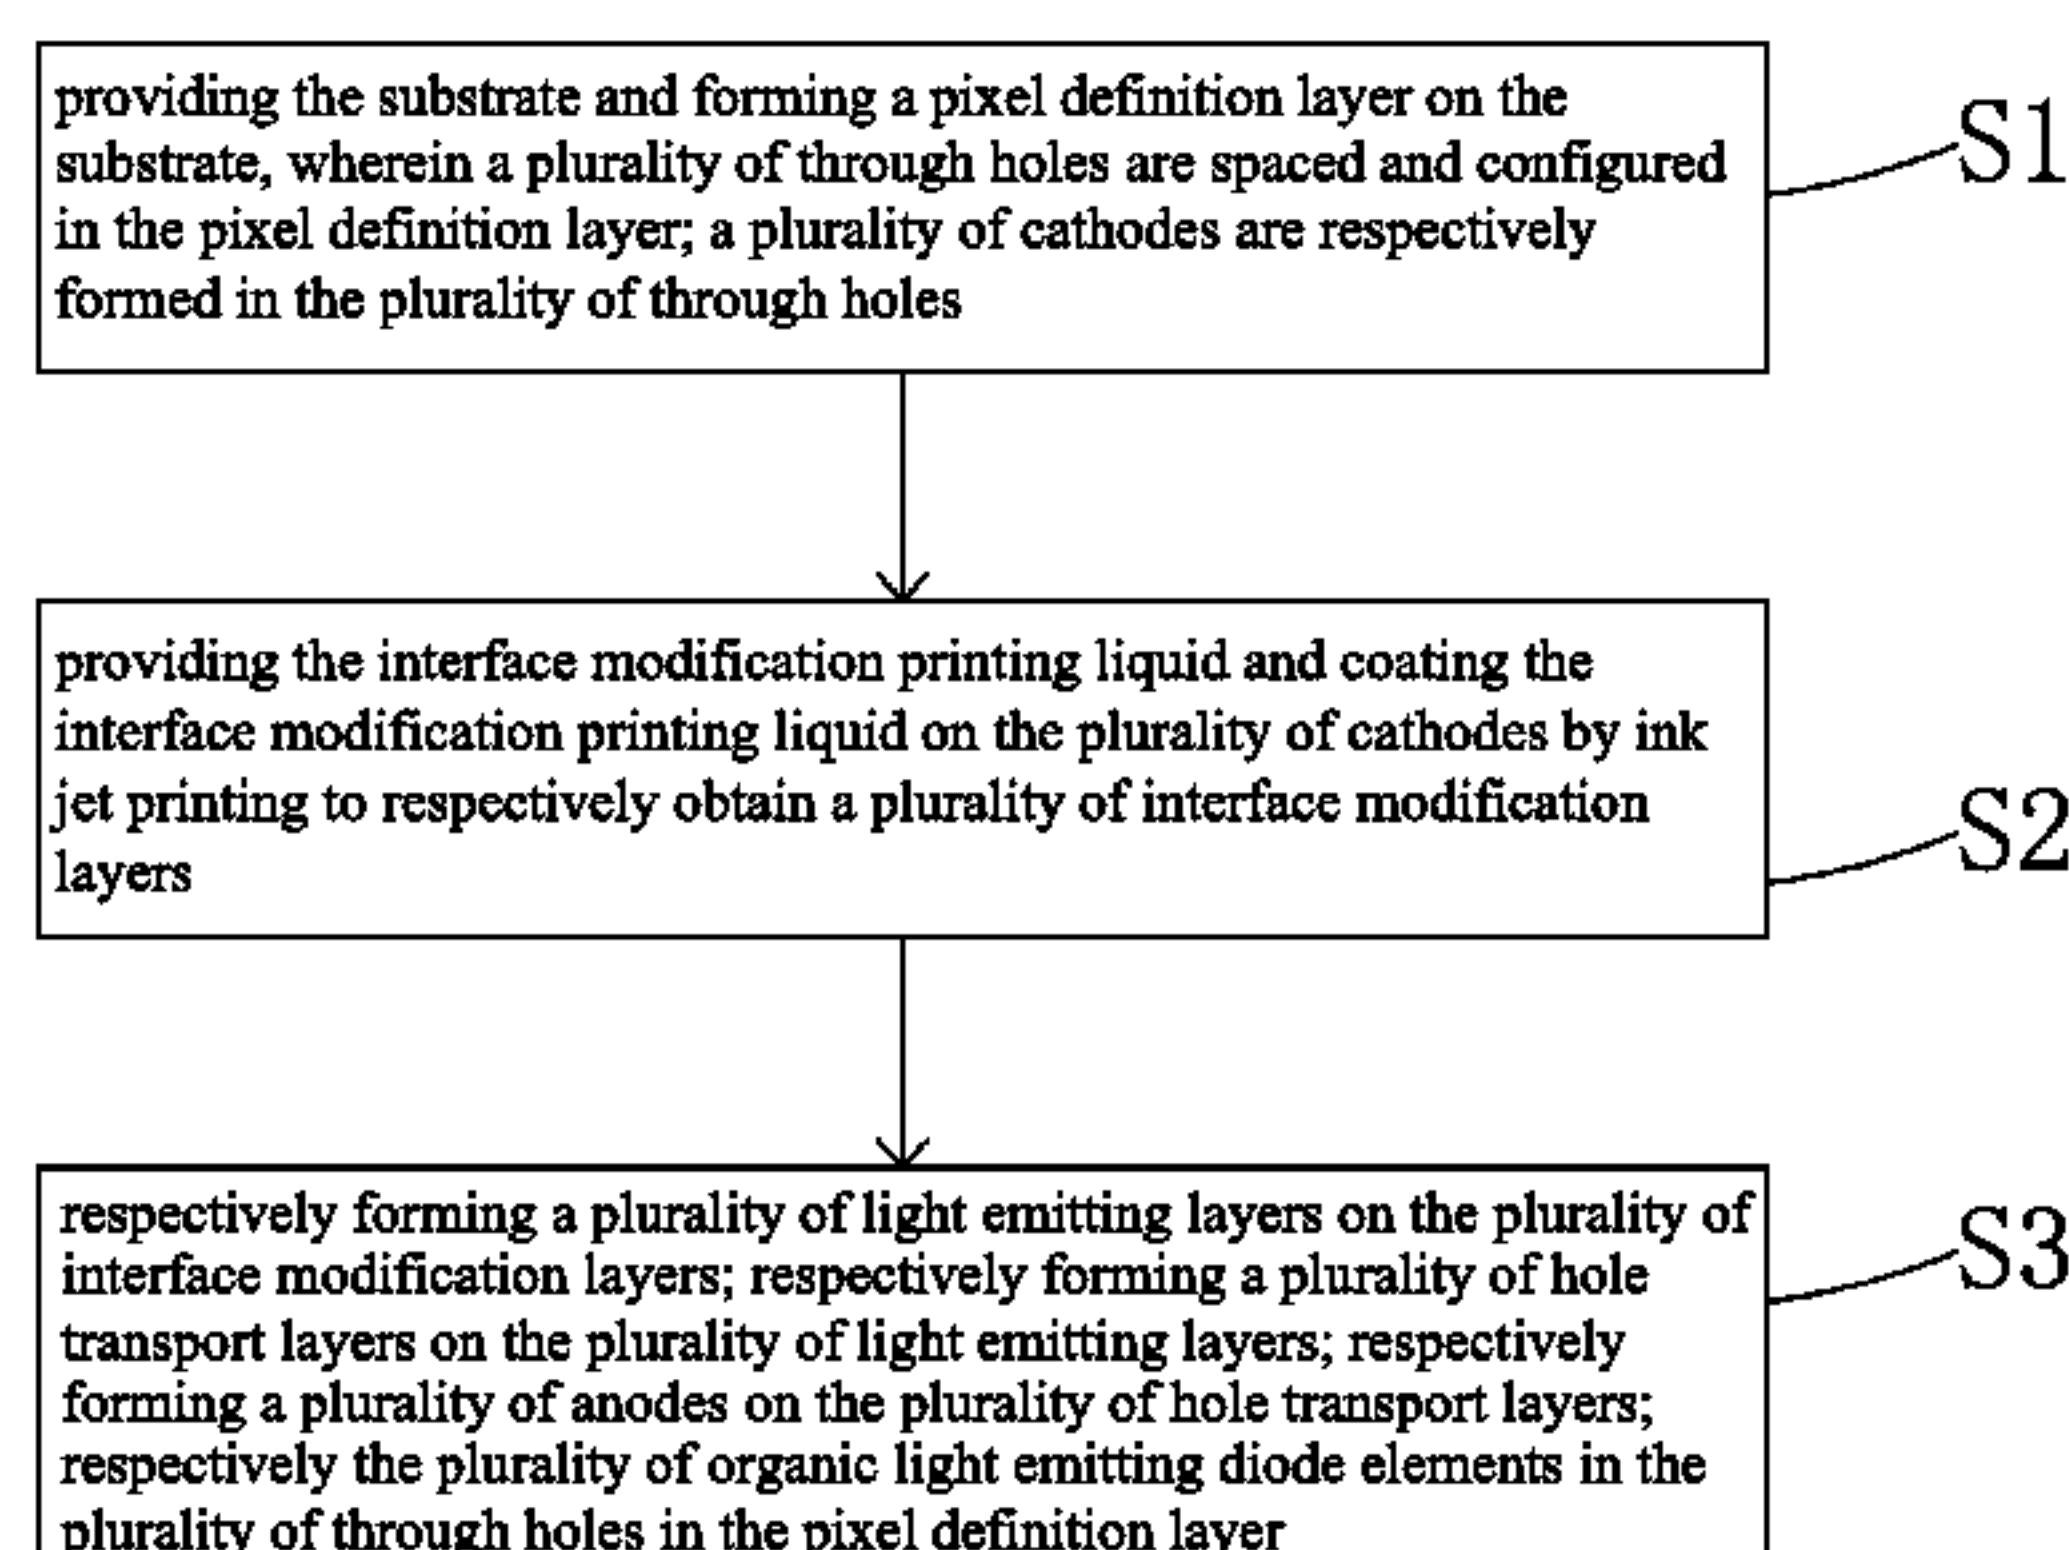 providing the substrate and forming a pixel definition layer on the
substrate, wherein a plurality of through holes are spaced and configured
in the pixel definition layer; a plurality of cathodes are respectively
formed in the plurality of through holes
S1
providing the interface modification printing liquid and coating the
interface modification printing liquid on the plurality of cathodes by ink
jet printing to respectively obtain a plurality of interface modification
layers
S2
respectively forming a plurality of light emitting layers on the plurality of
interface modification layers; respectively forming a plurality of hole
transport layers on the plurality of light emitting layers; respectively
forming a plurality of anodes on the plurality of hole transport layers;
respectively the plurality of organic light emitting diode elements in the
plurality of through holes in the pixel definition layer
S3